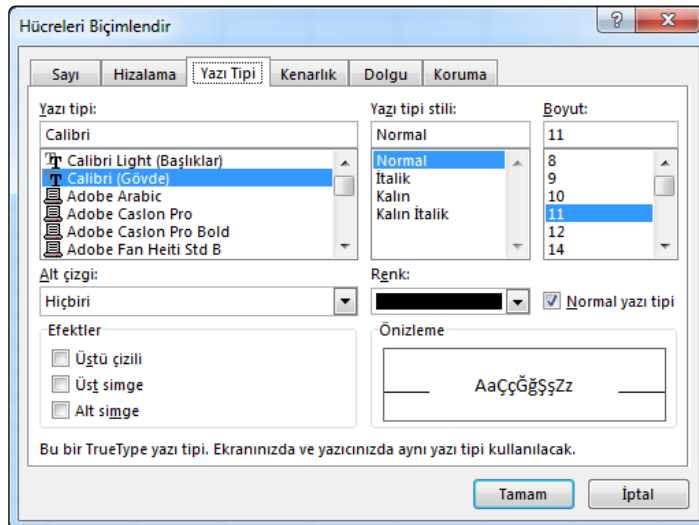 Hücreleri Biçimlendir
Sayı Hizalama Yazı Tipi Kenarlık Dolgu Koruma
Yazı tipi: Yazı tipi stili: Boyut:
Calibri Normal 11
Calibri Light (Başlıklar) Normal 8
Calibri (Gövde) İtalik 9
Adobe Arabic Kalın 10
Adobe Caslon Pro Kalın İtalik 11
Adobe Caslon Pro Bold 12
Adobe Fan Heiti Std B 14
Alt çizgi: Renk:
Hiçbiri Normal yazı tipi
Efektler Önizleme
Üstü çizili
Üst simge AaÇçĞğŞşZz
Alt simge
Bu bir TrueType yazı tipi. Ekranınızda ve yazıcınızda aynı yazı tipi kullanılacak.
Tamam İptal